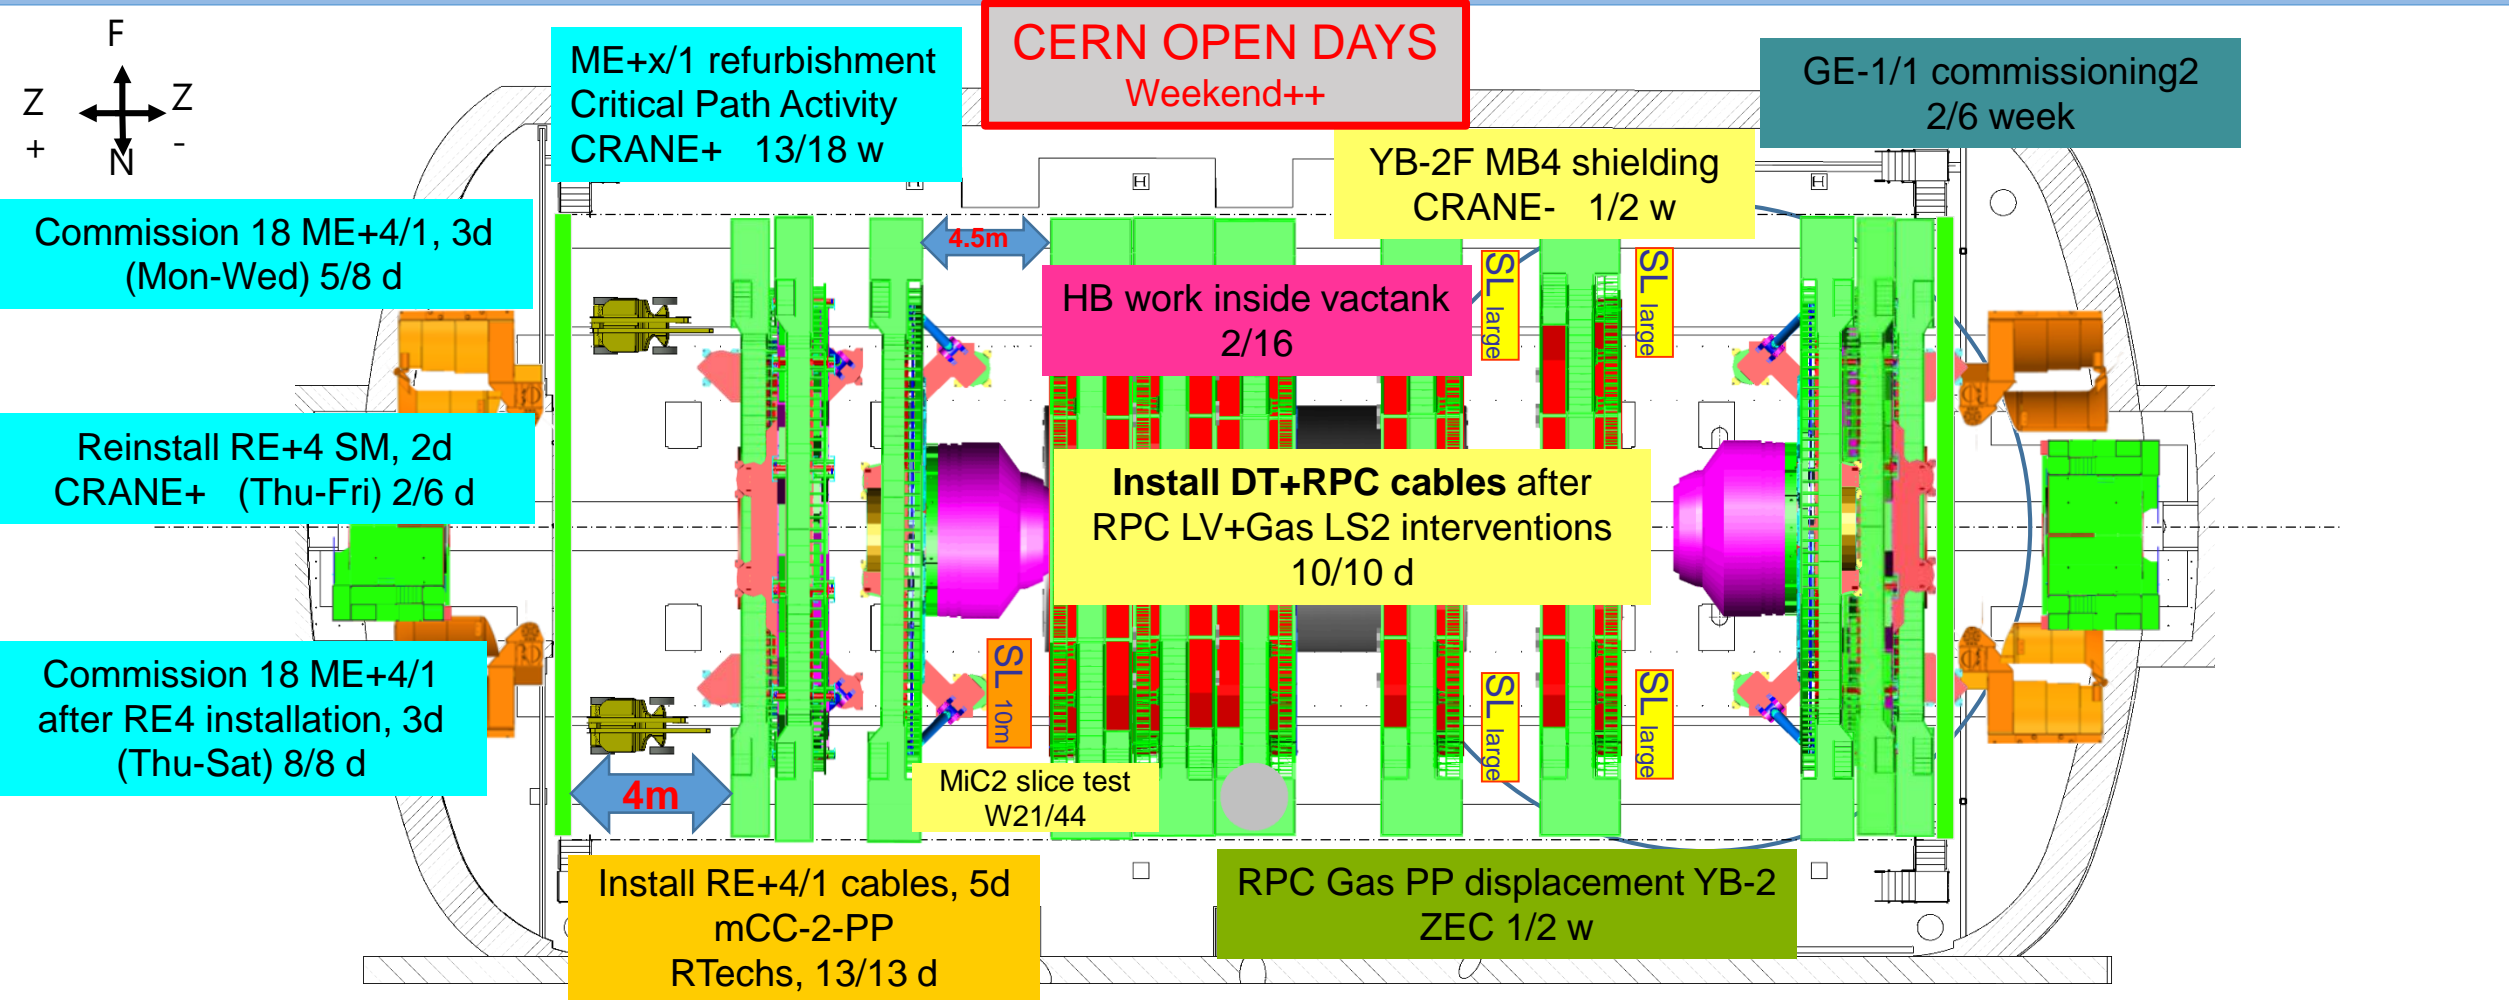 F
Z
Z
+
-
N
ME+x/1 refurbishment
Critical Path Activity
CRANE+ 13/18 w
CERN OPEN DAYS
Weekend++
GE-1/1 commissioning2
2/6 week
YB-2F MB4 shielding
CRANE- 1/2 w
Commission 18 ME+4/1, 3d
(Mon-Wed) 5/8 d
4.5m
SL large
SL large
HB work inside vactank
2/16
Reinstall RE+4 SM, 2d
CRANE+ (Thu-Fri) 2/6 d
Install DT+RPC cables after
RPC LV+Gas LS2 interventions
10/10 d
Commission 18 ME+4/1
after RE4 installation, 3d
(Thu-Sat) 8/8 d
SL 10m
SL large
SL large
4m
MiC2 slice test
W21/44
Install RE+4/1 cables, 5d
mCC-2-PP
RTechs, 13/13 d
RPC Gas PP displacement YB-2
ZEC 1/2 w